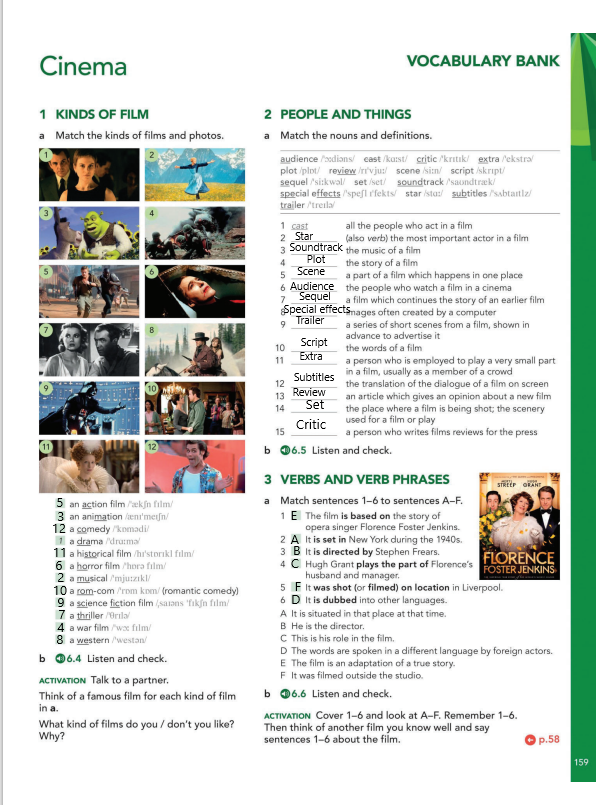 Cinema
VOCABULARY BANK
1 KINDS OF FILM
a Match the kinds of films and photos.
1
2
3
4
5
6
7
8
9
10
11
12
5 an action film /ˈækʃn fɪlm/
3 an animation /ænɪˈmeɪʃn/
12 a comedy /ˈkɒmədi/
1 a drama /ˈdrɑːmə/
11 a historical film /hɪˈstɒrɪkl fɪlm/
6 a horror film /ˈhɒrə fɪlm/
2 a musical /ˈmjuːzɪkl/
10 a rom-com /ˈrɒm kɒm/ (romantic comedy)
9 a science fiction film /saɪəns ˈfɪkʃn fɪlm/
7 a thriller /ˈθrɪlə/
4 a war film /ˈwɔː fɪlm/
8 a western /ˈwestən/
b 6.4 Listen and check.
ACTIVATION Talk to a partner.
Think of a famous film for each kind of film
in a.
What kind of films do you / don't you like?
Why?
2 PEOPLE AND THINGS
a Match the nouns and definitions.
audience /ˈɔːdiəns/ cast /kɑːst/ critic /ˈkrɪtɪk/ extra /ˈekstrə/
plot /plɒt/ review /rɪˈvjuː/ scene /siːn/ script /skrɪpt/
sequel /ˈsiːkwəl/ set /set/ soundtrack /ˈsaʊndtræk/
special effects /ˈspeʃl ɪˈfekts/ star /stɑː/ subtitles /ˈsʌbtaɪtlz/
trailer /ˈtreɪlə/
1 cast all the people who act in a film
2 Star (also verb) the most important actor in a film
3 Soundtrack the music of a film
4 Plot the story of a film
5 Scene a part of a film which happens in one place
6 Audience the people who watch a film in a cinema
7 Sequel a film which continues the story of an earlier film
8 Special effects images often created by a computer
9 Trailer a series of short scenes from a film, shown in
advance to advertise it
10 Script the words of a film
11 Extra a person who is employed to play a very small part
in a film, usually as a member of a crowd
12 Subtitles the translation of the dialogue of a film on screen
13 Review an article which gives an opinion about a new film
14 Set the place where a film is being shot; the scenery
used for a film or play
15 Critic a person who writes films reviews for the press
b 6.5 Listen and check.
3 VERBS AND VERB PHRASES
a Match sentences 1–6 to sentences A–F.
1 E The film is based on the story of
opera singer Florence Foster Jenkins.
2 A It is set in New York during the 1940s.
3 B It is directed by Stephen Frears.
4 C Hugh Grant plays the part of Florence's
husband and manager.
5 F It was shot (or filmed) on location in Liverpool.
6 D It is dubbed into other languages.
A It is situated in that place at that time.
B He is the director.
C This is his role in the film.
D The words are spoken in a different language by foreign actors.
E The film is an adaptation of a true story.
F It was filmed outside the studio.
STREEP GRANT
FLORENCE
FOSTER JENKINS
b 6.6 Listen and check.
ACTIVATION Cover 1–6 and look at A–F. Remember 1–6.
Then think of another film you know well and say
sentences 1–6 about the film.
p.58
159